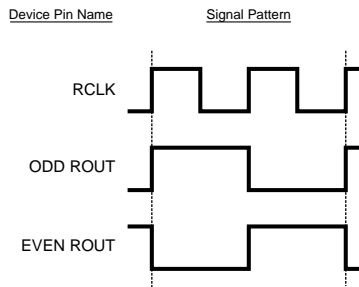 Device Pin Name Signal Pattern
RCLK
ODD ROUT
EVEN ROUT